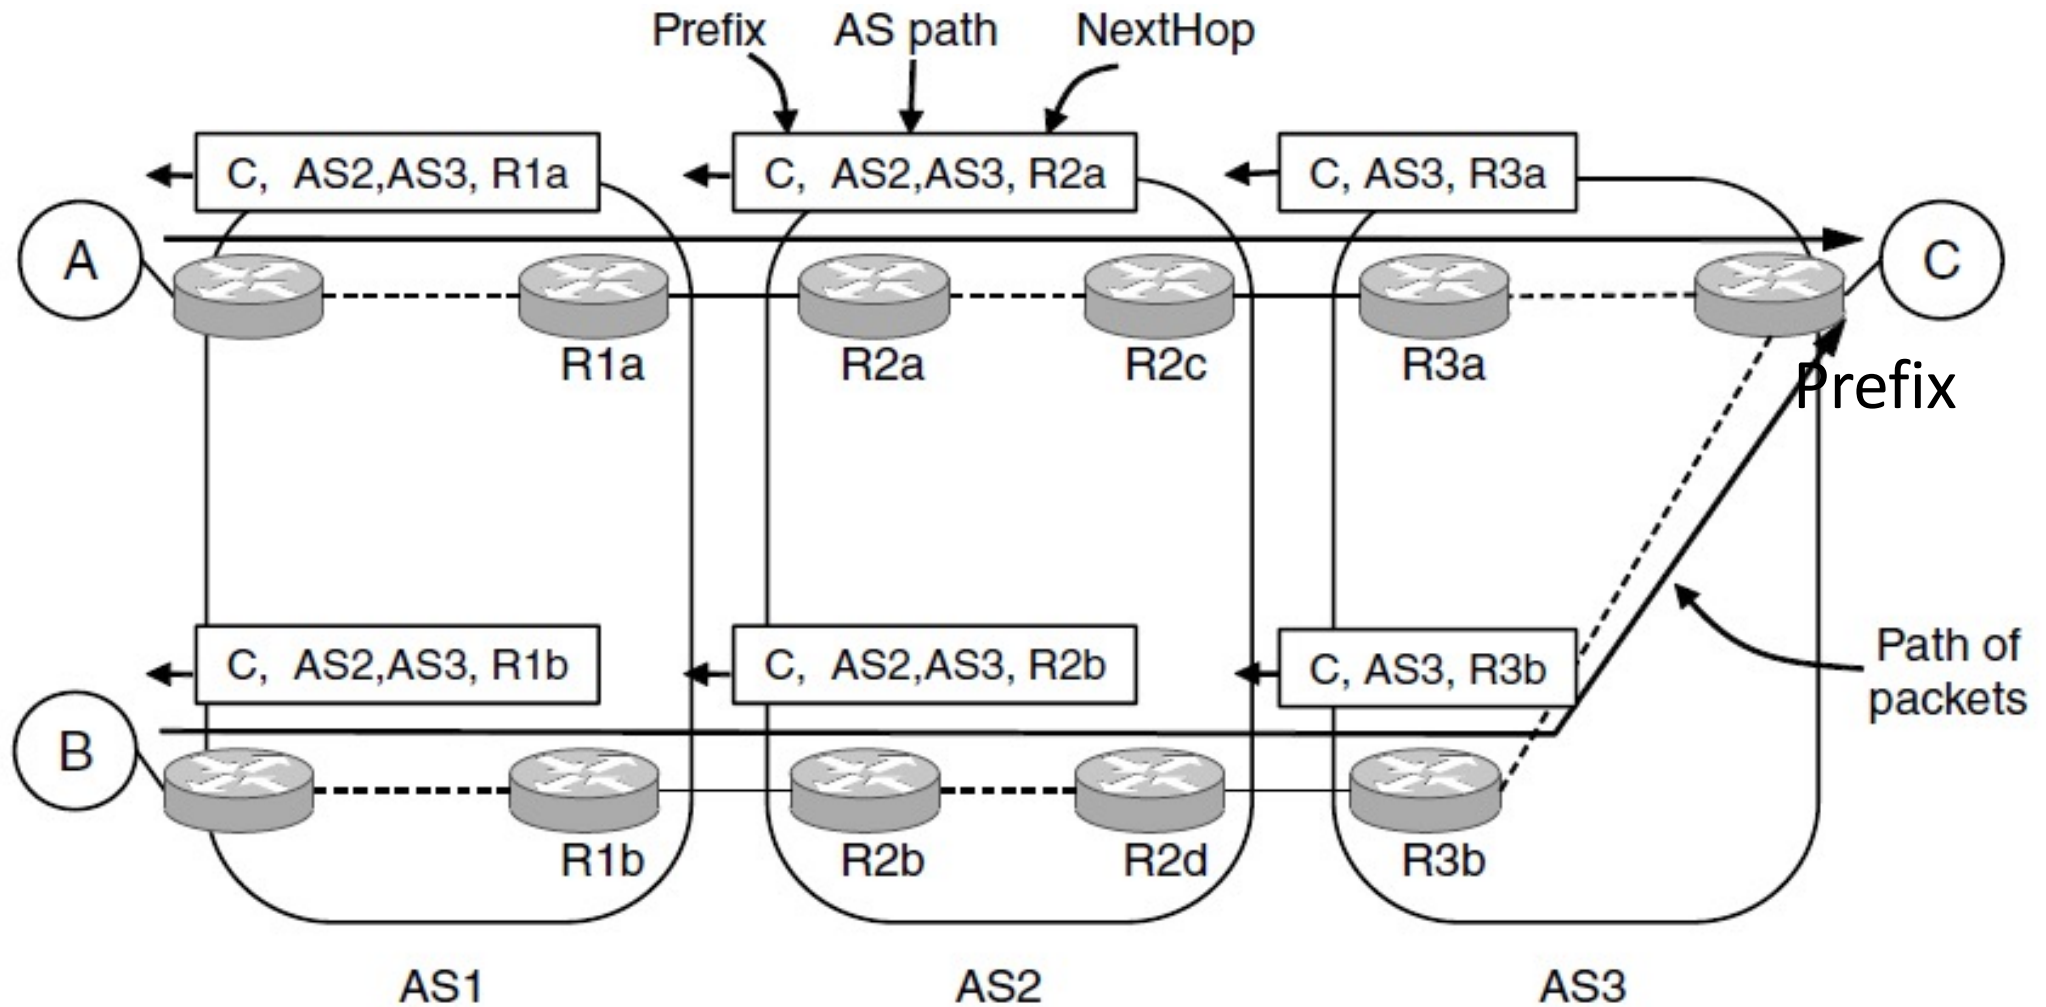 Prefix AS path NextHop
C, AS2,AS3, R1a
C, AS2,AS3, R2a
C, AS3, R3a
A
C
R1a
R2a
R2c
R3a
Prefix
C, AS2,AS3, R1b
C, AS2,AS3, R2b
C, AS3, R3b
Path of
packets
B
R1b
R2b
R2d
R3b
AS1
AS2
AS3